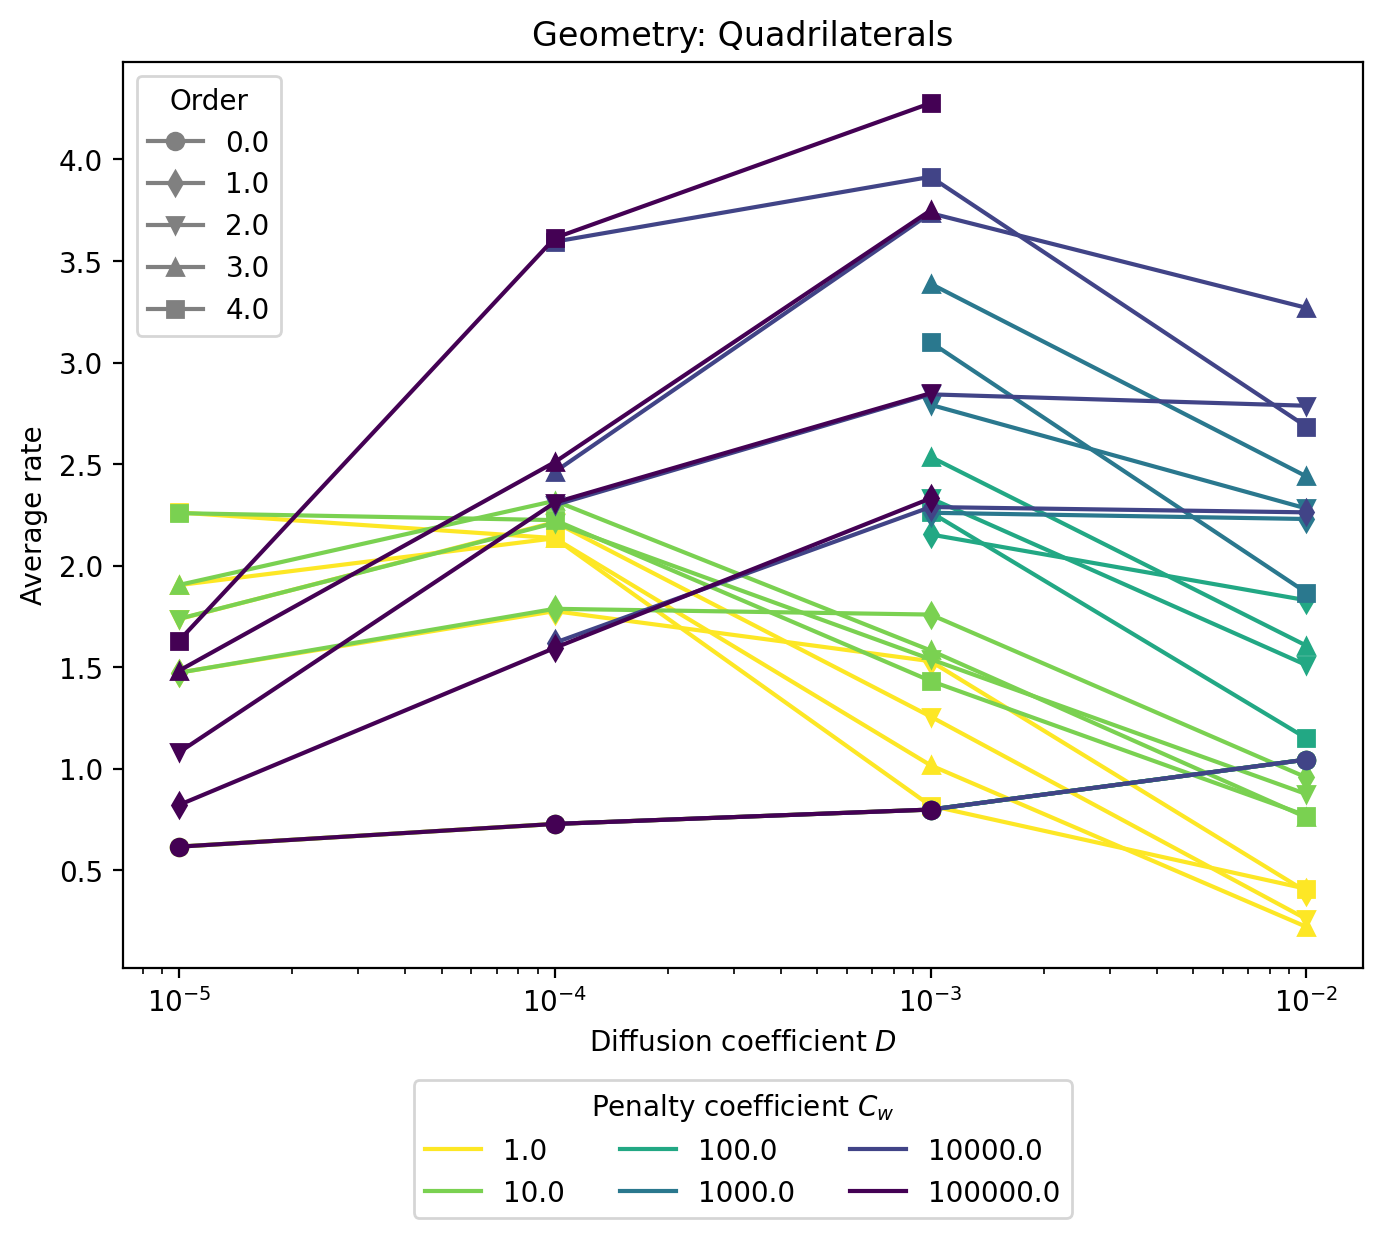 Geometry: Quadrilaterals
Order
0.0
1.0
2.0
3.0
4.0
Average rate
4.0
3.5
3.0
2.5
2.0
1.5
1.0
0.5
10⁻⁵ 10⁻⁴ 10⁻³ 10⁻²
Diffusion coefficient D
Penalty coefficient C_w
1.0 100.0 10000.0
10.0 1000.0 100000.0